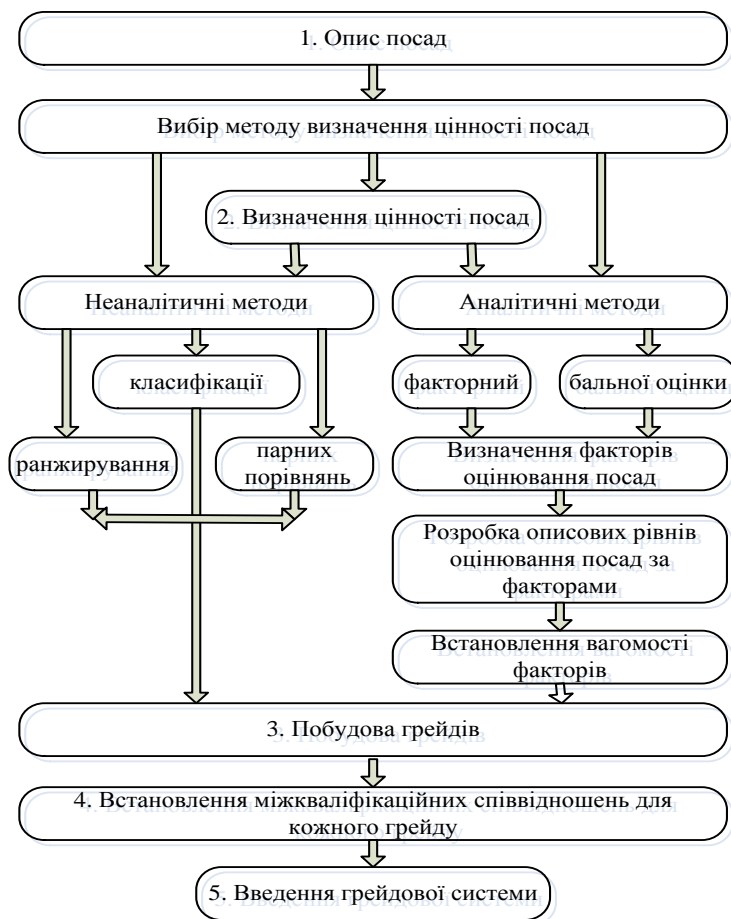 1. Опис посад
Вибір методу визначення цінності посад
2. Визначення цінності посад
Неаналітичні методи
Аналітичні методи
класифікації
факторний
бальної оцінки
ранжирування
парних
порівнянь
Визначення факторів
оцінювання посад
Розробка описових рівнів
оцінювання посад за
факторами
Встановлення вагомості
факторів
3. Побудова грейдів
4. Встановлення міжкваліфікаційних співвідношень для
кожного грейду
5. Введення грейдової системи